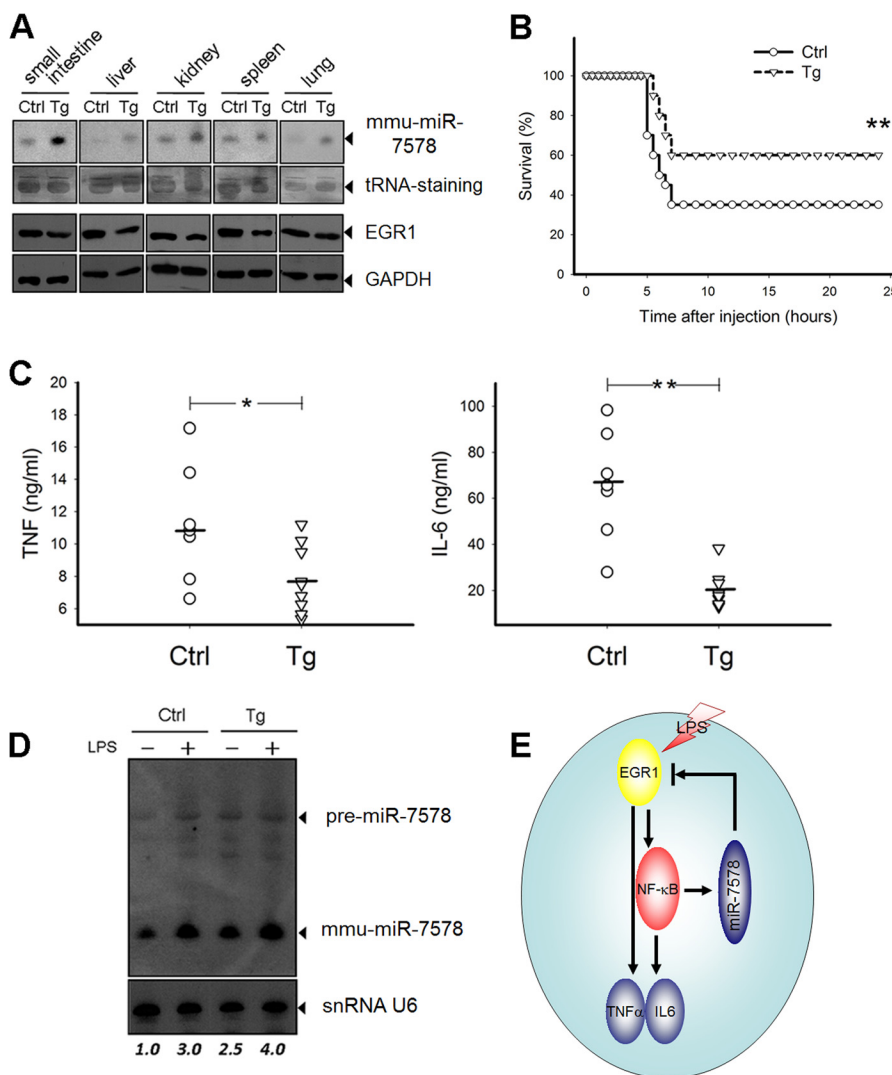 A
small intestine liver kidney spleen lung
Ctrl Tg Ctrl Tg Ctrl Tg Ctrl Tg Ctrl Tg
mmu-miR-
7578
tRNA-staining
EGR1
GAPDH
B
Ctrl
Tg
Survival (%)
100
80
60
40
20
0
**
0 5 10 15 20 25
Time after injection (hours)
C
TNF (ng/ml)
20
18
16
14
12
10
8
6
*
Ctrl Tg
IL-6 (ng/ml)
100
80
60
40
20
**
Ctrl Tg
D
Ctrl Tg
LPS − + − +
pre-miR-7578
mmu-miR-7578
snRNA U6
1.0 3.0 2.5 4.0
E
LPS
EGR1
NF-κB
miR-7578
TNFα IL6